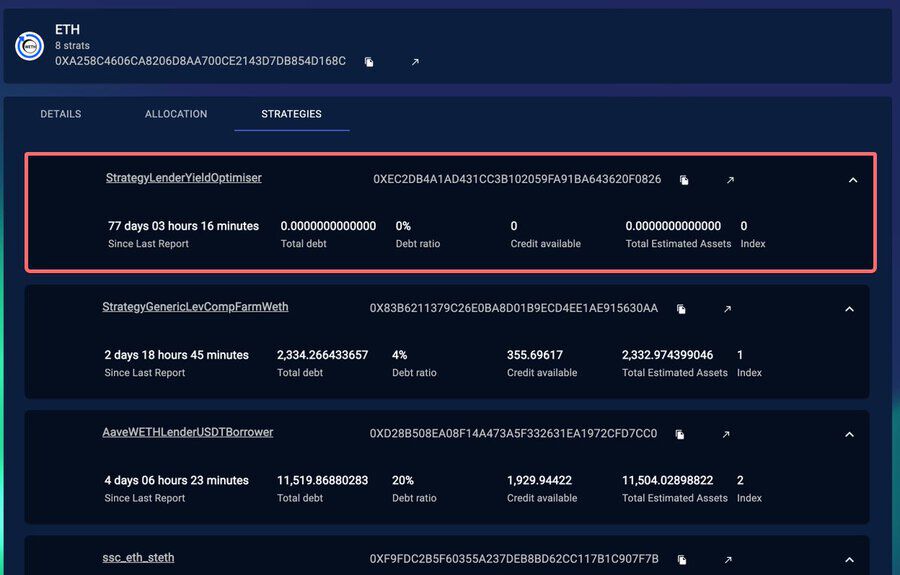 ETH
8 strats
0XA258C4606CA8206D8AA700CE2143D7DB854D168C
WETH
DETAILS ALLOCATION STRATEGIES
StrategyLenderYieldOptimiser 0XEC2DB4A1AD431CC3B102059FA91BA643620F0826
77 days 03 hours 16 minutes 0.0000000000000 0% 0 0.0000000000000 0
Since Last Report Total debt Debt ratio Credit available Total Estimated Assets Index
StrategyGenericLevCompFarmWeth 0X83B6211379C26E0BA8D01B9ECD4EE1AE915630AA
2 days 18 hours 45 minutes 2,334.266433657 4% 355.69617 2,332.974399046 1
Since Last Report Total debt Debt ratio Credit available Total Estimated Assets Index
AaveWETHLenderUSDTBorrower 0XD28B508EA08F14A473A5F332631EA1972CFD7CC0
4 days 06 hours 23 minutes 11,519.86880283 20% 1,929.94422 11,504.02898822 2
Since Last Report Total debt Debt ratio Credit available Total Estimated Assets Index
ssc_eth_steth 0XF9FDC2B5F60355A237DEB8BD62CC117B1C907F7B